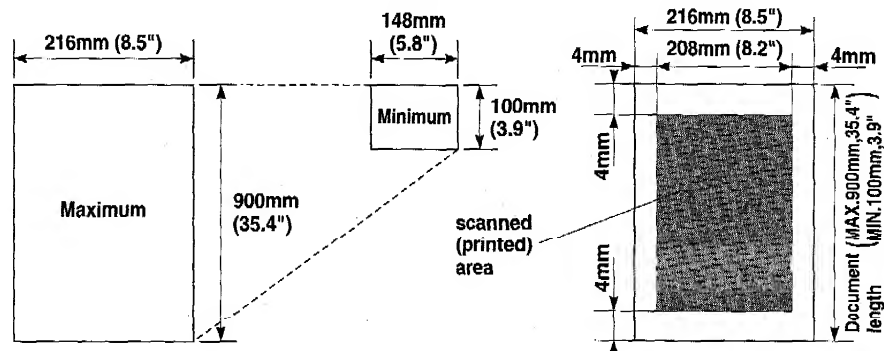 216mm (8.5")
Maximum
900mm
(35.4")
148mm
(5.8")
Minimum
100mm
(3.9")
scanned
(printed)
area
216mm (8.5")
4mm
208mm (8.2")
4mm
4mm
4mm
Document (MAX.900mm,35.4"
length (MIN.100mm,3.9"